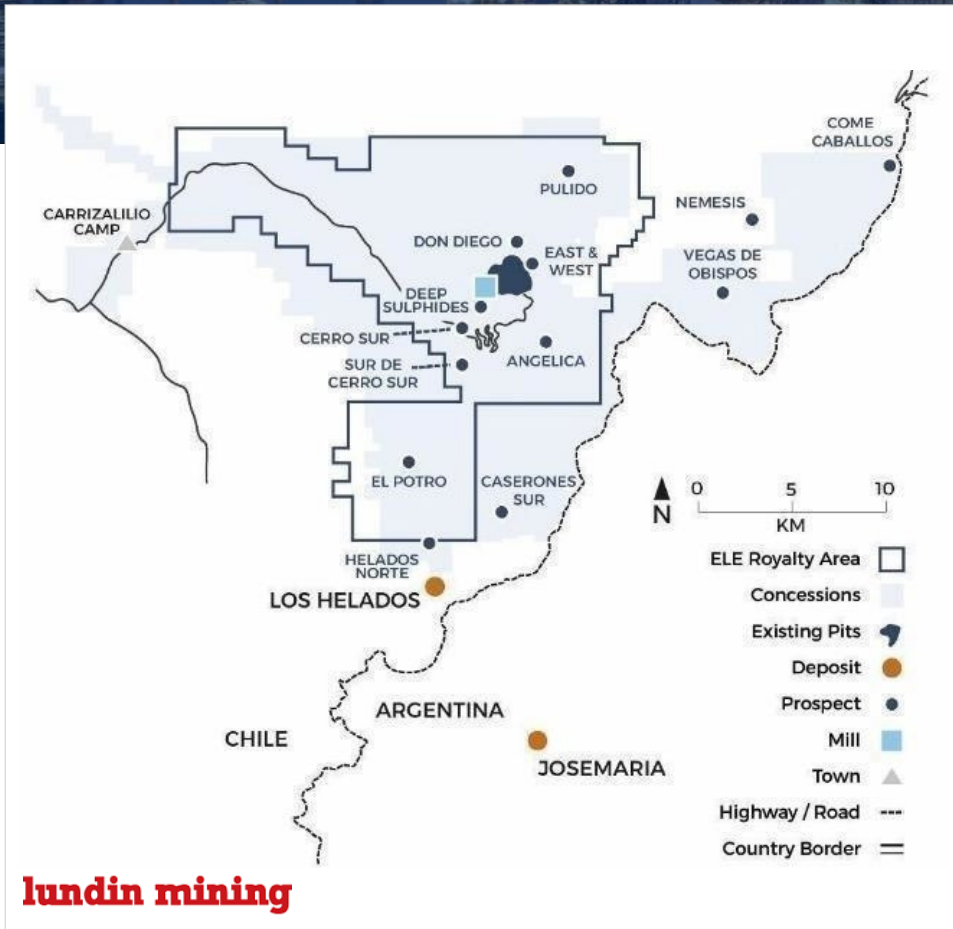 COME
CABALLOS
PULIDO
NEMESIS
CARRIZALILIO
CAMP
DON DIEGO
EAST &
WEST
VEGAS DE
OBISPOS
DEEP
SULPHIDES
CERRO SUR
ANGELICA
SUR DE
CERRO SUR
EL POTRO
CASERONES
SUR
N
0 5 10
KM
HELADOS
NORTE
LOS HELADOS
ELE Royalty Area
Concessions
Existing Pits
Deposit
Prospect
Mill
Town
Highway / Road
Country Border
ARGENTINA
CHILE
JOSEMARIA
lundin mining